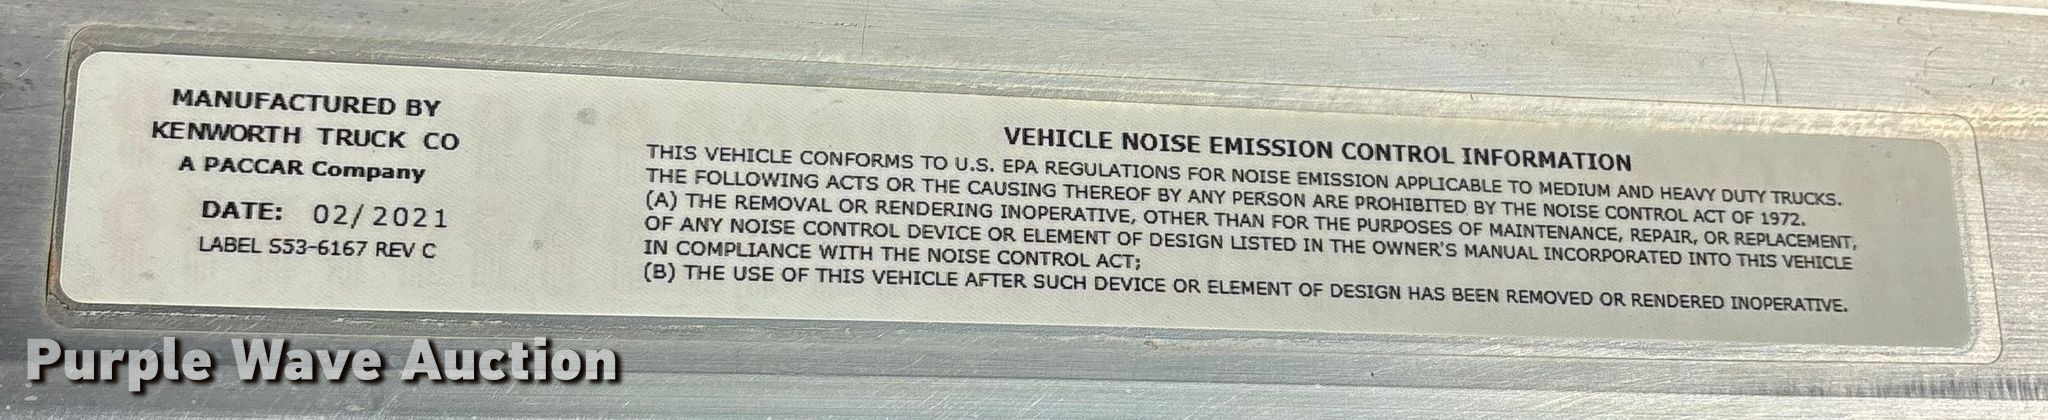 MANUFACTURED BY
KENWORTH TRUCK CO
A PACCAR Company
DATE: 02/2021
LABEL S53-6167 REV C
VEHICLE NOISE EMISSION CONTROL INFORMATION
THIS VEHICLE CONFORMS TO U.S. EPA REGULATIONS FOR NOISE EMISSION APPLICABLE TO MEDIUM AND HEAVY DUTY TRUCKS.
THE FOLLOWING ACTS OR THE CAUSING THEREOF BY ANY PERSON ARE PROHIBITED BY THE NOISE CONTROL ACT OF 1972.
(A) THE REMOVAL OR RENDERING INOPERATIVE, OTHER THAN FOR THE PURPOSES OF MAINTENANCE, REPAIR, OR REPLACEMENT,
OF ANY NOISE CONTROL DEVICE OR ELEMENT OF DESIGN LISTED IN THE OWNER'S MANUAL INCORPORATED INTO THIS VEHICLE
IN COMPLIANCE WITH THE NOISE CONTROL ACT;
(B) THE USE OF THIS VEHICLE AFTER SUCH DEVICE OR ELEMENT OF DESIGN HAS BEEN REMOVED OR RENDERED INOPERATIVE.
Purple Wave Auction